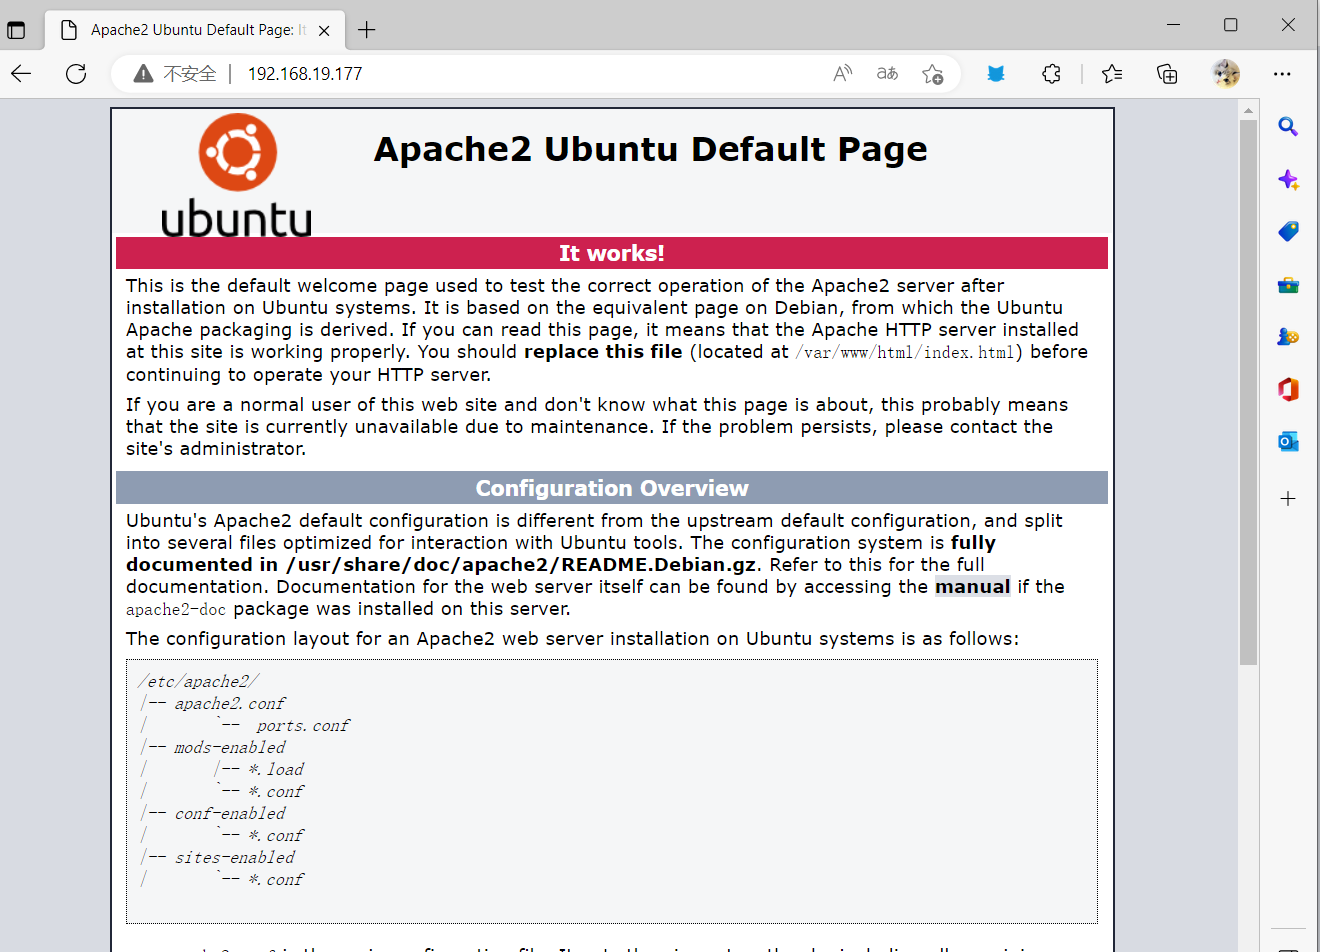 Apache2 Ubuntu Default Page: It
不安全 | 192.168.19.177
ubuntu
Apache2 Ubuntu Default Page
It works!
This is the default welcome page used to test the correct operation of the Apache2 server after
installation on Ubuntu systems. It is based on the equivalent page on Debian, from which the Ubuntu
Apache packaging is derived. If you can read this page, it means that the Apache HTTP server installed
at this site is working properly. You should replace this file (located at /var/www/html/index.html) before
continuing to operate your HTTP server.
If you are a normal user of this web site and don't know what this page is about, this probably means
that the site is currently unavailable due to maintenance. If the problem persists, please contact the
site's administrator.
Configuration Overview
Ubuntu's Apache2 default configuration is different from the upstream default configuration, and split
into several files optimized for interaction with Ubuntu tools. The configuration system is fully
documented in /usr/share/doc/apache2/README.Debian.gz. Refer to this for the full
documentation. Documentation for the web server itself can be found by accessing the manual if the
apache2-doc package was installed on this server.
The configuration layout for an Apache2 web server installation on Ubuntu systems is as follows:
/etc/apache2/
|-- apache2.conf
|       `--  ports.conf
|-- mods-enabled
|       |-- *.load
|       `-- *.conf
|-- conf-enabled
|       `-- *.conf
|-- sites-enabled
|       `-- *.conf